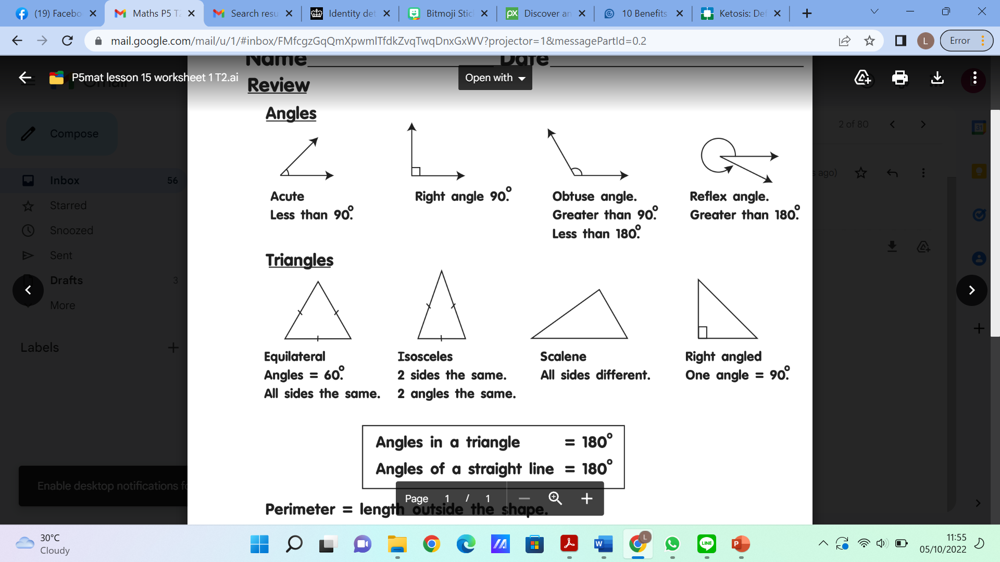 (19) Facebo
Maths P5 T2
Search resu
Identity det
Bitmoji Stic
Discover an
10 Benefits
Ketosis: Def
mail.google.com/mail/u/1/#inbox/FMfcgzGqQmXpwmlTfdkZvqTwqDnxGxWV?projector=1&messagePartId=0.2
L
Error
Name Date
P5mat lesson 15 worksheet 1 T2.ai
Open with
Gmail
Review
Angles
Compose
2 of 80
31
Inbox 56
Starred
Snoozed
Sent
Drafts 3
More
Labels
s ago)
Acute
Less than 90°.
Right angle 90°.
Obtuse angle.
Greater than 90°.
Less than 180°.
Reflex angle.
Greater than 180°.
Triangles
Equilateral
Angles = 60°.
All sides the same.
Isosceles
2 sides the same.
2 angles the same.
Scalene
All sides different.
Right angled
One angle = 90°.
Angles in a triangle = 180°
Angles of a straight line = 180°
Enable desktop notifications fo
Page 1 / 1
Perimeter = length outside the shape.
30°C
Cloudy
W
L
LINE
P
11:55
05/10/2022